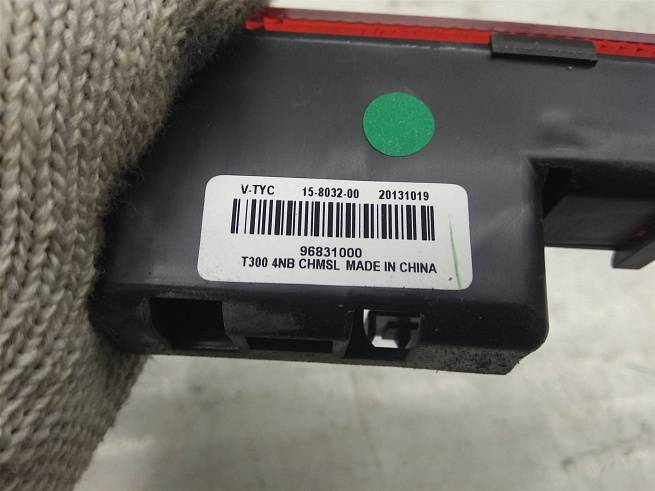 V-TYC 15-8032-00 20131019
96831000
T300 4NB CHMSL MADE IN CHINA